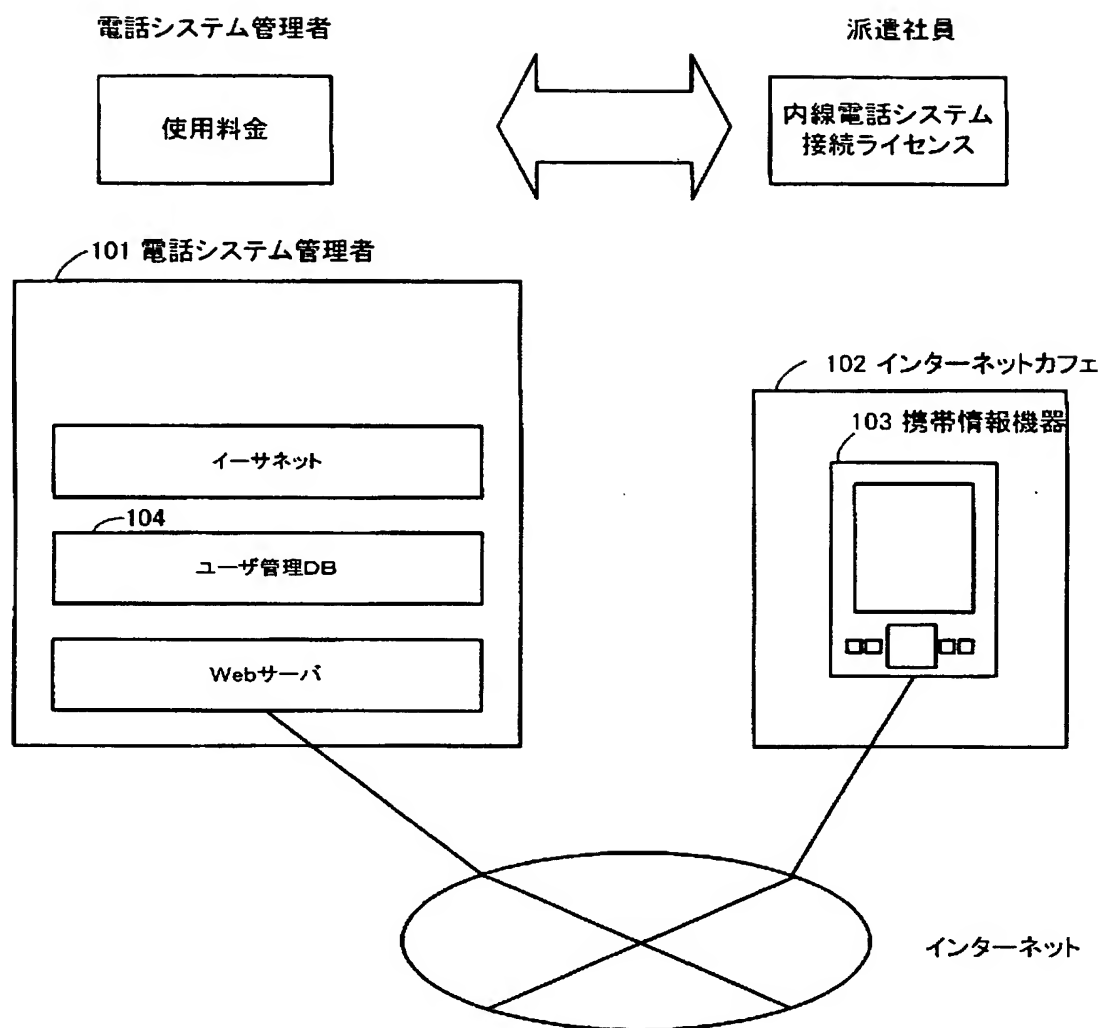 電話システム管理者
派遣社員
使用料金
内線電話システム
接続ライセンス
101 電話システム管理者
102 インターネットカフェ
103 携帯情報機器
イーサネット
104
ユーザ管理DB
Webサーバ
インターネット